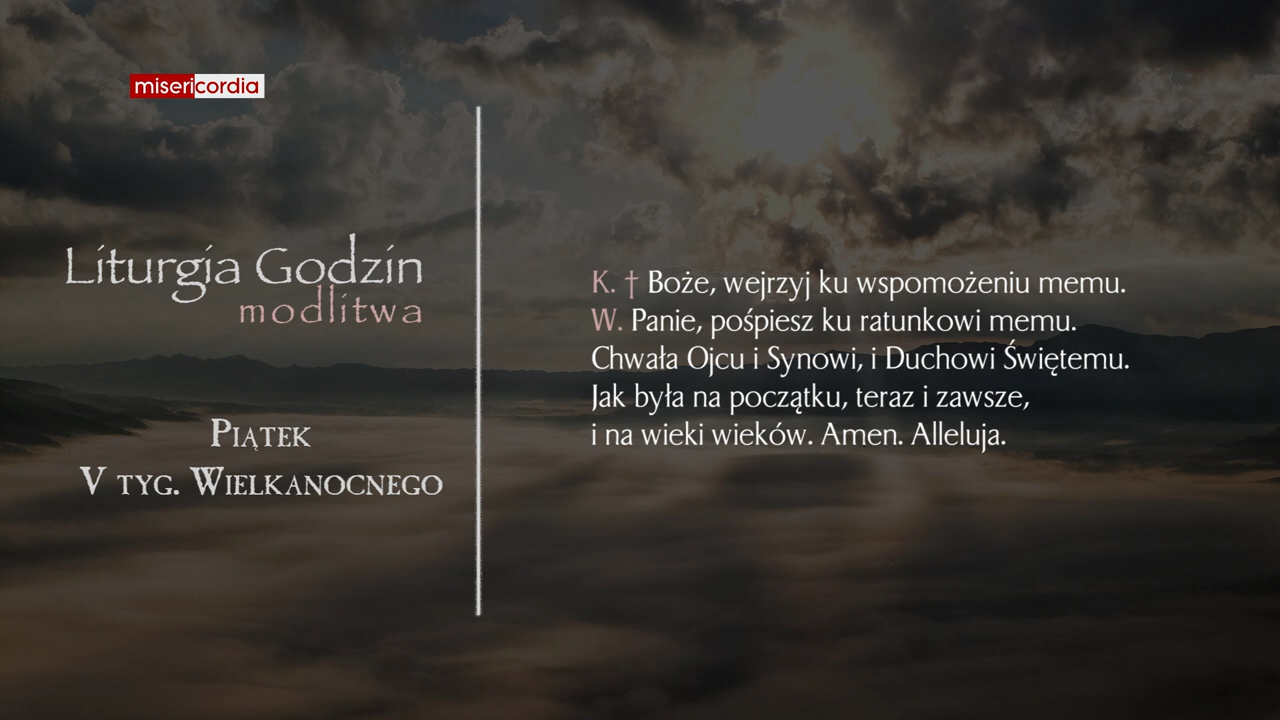 misericordia
Liturgia Godzin
modlitwa
Piątek
V tyg. Wielkanocnego
K. † Boże, wejrzyj ku wspomożeniu memu.
W. Panie, pośpiesz ku ratunkowi memu.
Chwała Ojcu i Synowi, i Duchowi Świętemu.
Jak była na początku, teraz i zawsze,
i na wieki wieków. Amen. Alleluja.